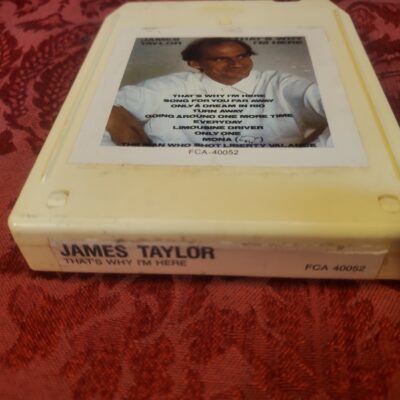 JAMES THAT'S WHY
TAYLOR I'M HERE
THAT'S WHY I'M HERE
SONG FOR YOU FAR AWAY
ONLY A DREAM IN RIO
TURN AWAY
GOING AROUND ONE MORE TIME
EVERYDAY
LIMOUSINE DRIVER
ONLY ONE
MONA
THE MAN WHO SHOT LIBERTY VALANCE
FCA-40052
JAMES TAYLOR
THAT'S WHY I'M HERE
FCA 40052